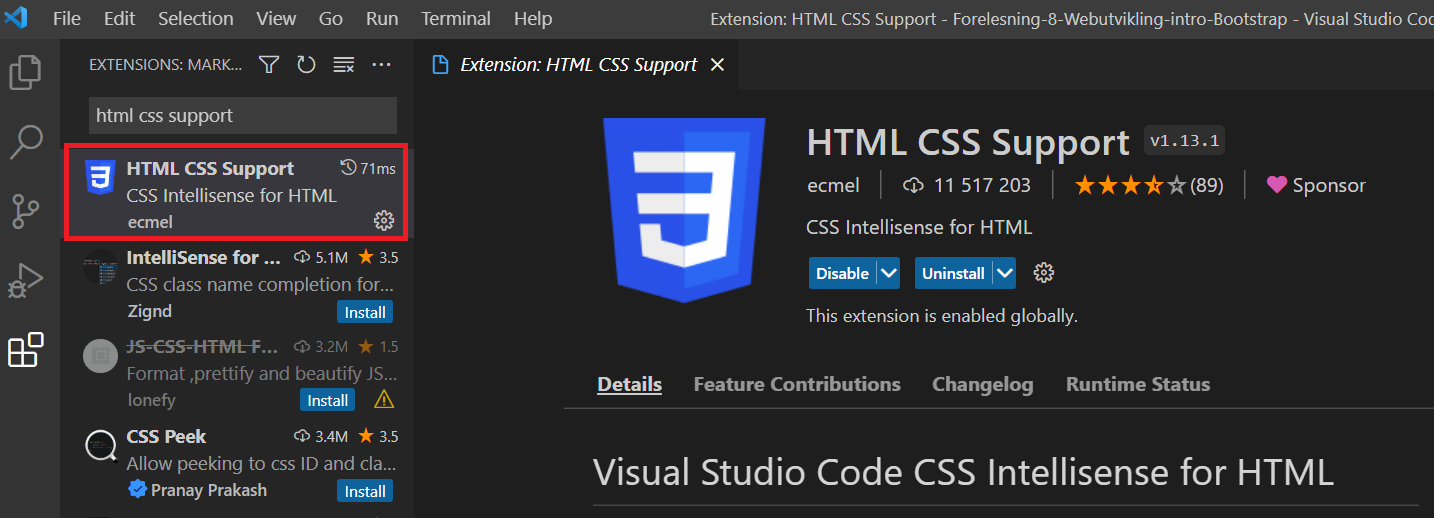 File Edit Selection View Go Run Terminal Help Extension: HTML CSS Support - Forelesning-8-Webutvikling-intro-Bootstrap - Visual Studio Cod
EXTENSIONS: MARK...
html css support
HTML CSS Support 71ms
CSS Intellisense for HTML
ecmel
IntelliSense for ... 5.1M 3.5
CSS class name completion for...
Zignd Install
JS-CSS-HTML F... 3.2M 1.5
Format ,prettify and beautify JS...
lonefy Install
CSS Peek 3.4M 3.5
Allow peeking to css ID and cla...
Pranay Prakash Install
Extension: HTML CSS Support
HTML CSS Support v1.13.1
ecmel 11 517 203 (89) Sponsor
CSS Intellisense for HTML
Disable Uninstall
This extension is enabled globally.
Details Feature Contributions Changelog Runtime Status
Visual Studio Code CSS Intellisense for HTML